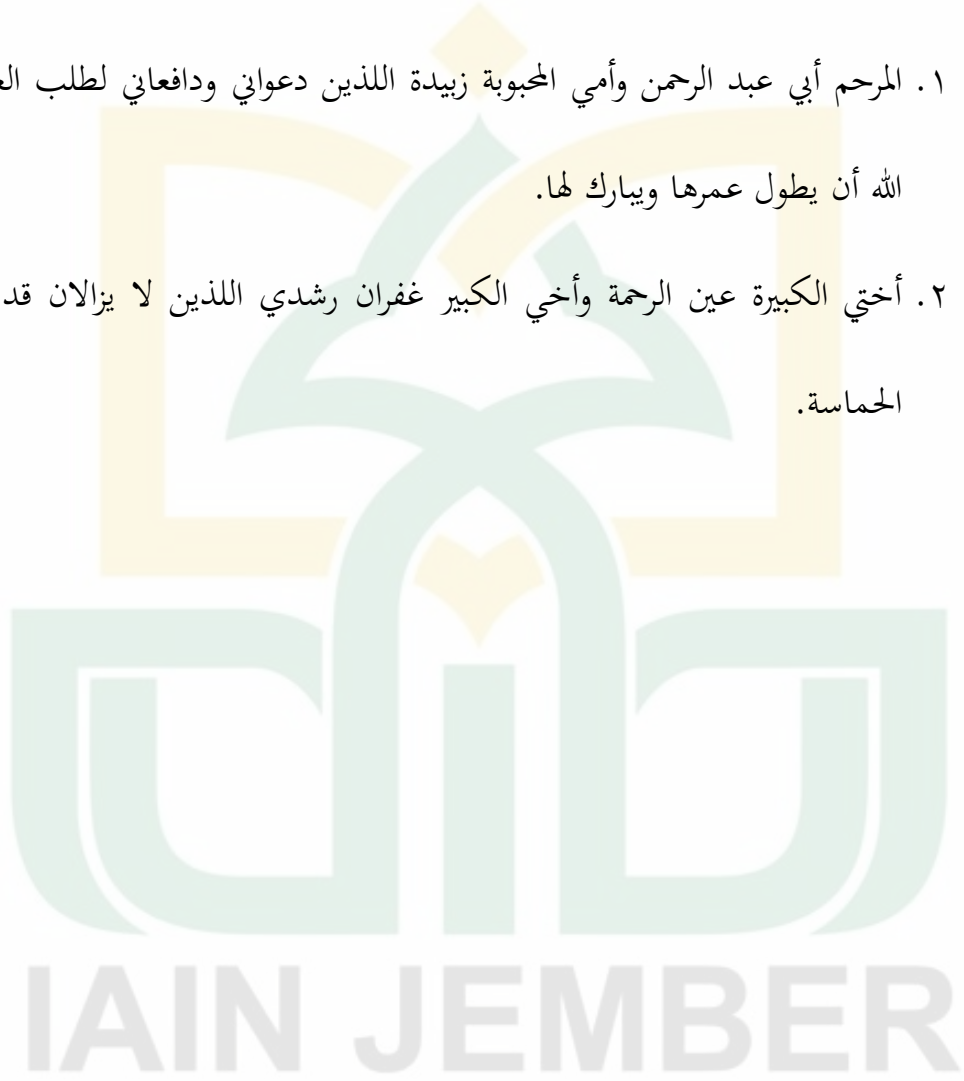 ١. المرحم أبي عبد الرحمن وأمي المحبوبة زبيدة اللذين دعواني ودافعاني لطلب
الله أن يطول عمرها ويبارك لها.
٢. أختي الكبيرة عين الرحمة وأخي الكبير غفران رشدي اللذين لا يزالان قد
الحماسة.
IAIN JEMBER